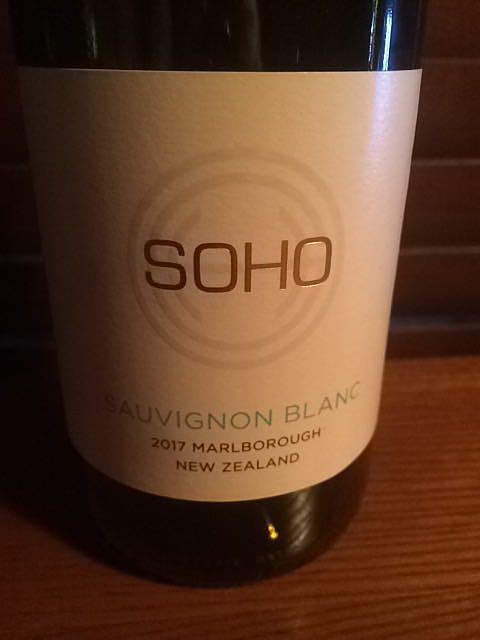 SOHO
SAUVIGNON BLANC
2017 MARLBOROUGH
NEW ZEALAND